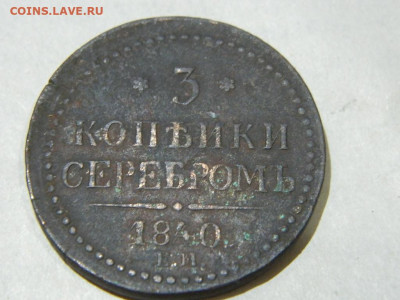 COINS.LAVE.RU
* 3 *
КОПѢЙКИ
СЕРЕБРОМЪ
1840.
Е.М.